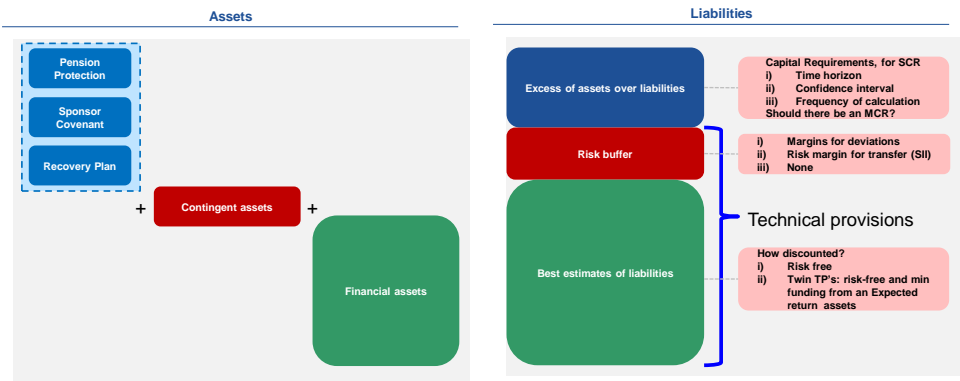 Assets
Pension
Protection
Sponsor
Covenant
Recovery Plan
+
Contingent assets
+
Financial assets
Liabilities
Excess of assets over liabilities
Capital Requirements, for SCR
i) Time horizon
ii) Confidence interval
iii) Frequency of calculation
Should there be an MCR?
Risk buffer
i) Margins for deviations
ii) Risk margin for transfer (SII)
iii) None
Technical provisions
Best estimates of liabilities
How discounted?
i) Risk free
ii) Twin TP's: risk-free and min
funding from an Expected
return assets